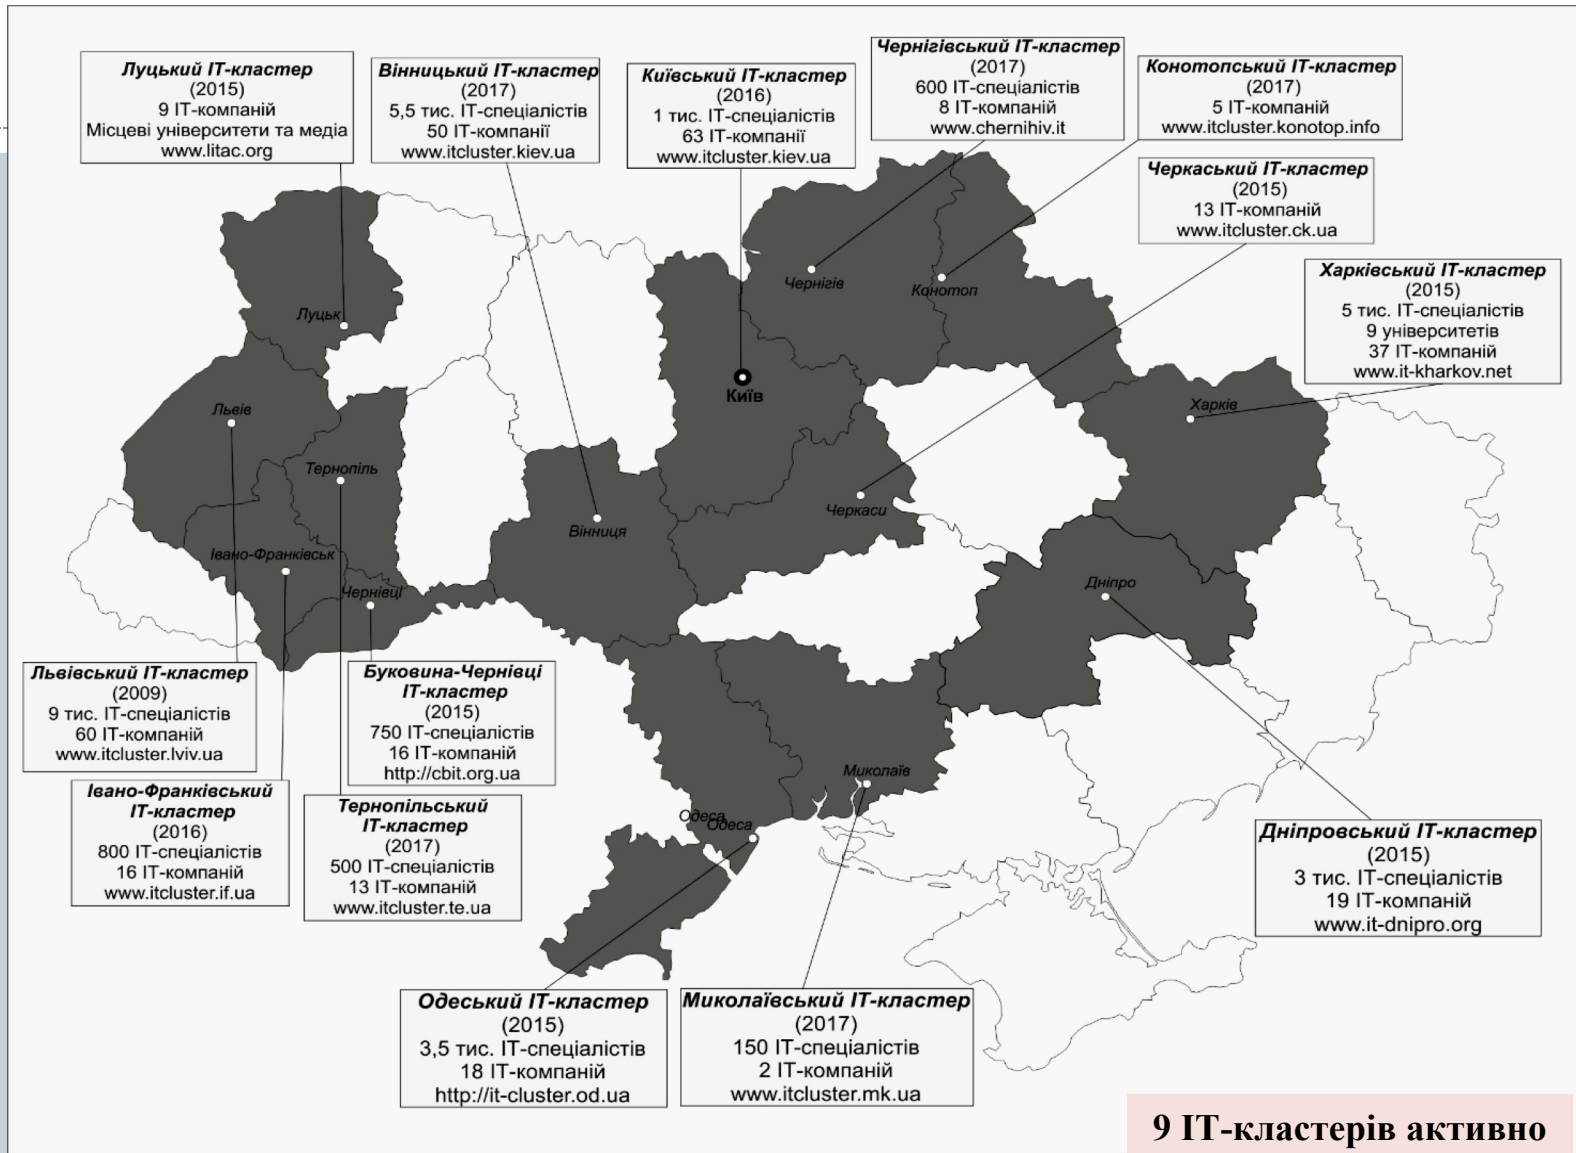 Луцький ІТ-кластер
(2015)
9 ІТ-компаній
Місцеві університети та медіа
www.litac.org
Вінницький ІТ-кластер
(2017)
5,5 тис. ІТ-спеціалістів
50 ІТ-компанії
www.itcluster.kiev.ua
Київський ІТ-кластер
(2016)
1 тис. ІТ-спеціалістів
63 ІТ-компанії
www.itcluster.kiev.ua
Чернігівський ІТ-кластер
(2017)
600 ІТ-спеціалістів
8 ІТ-компаній
www.chernihiv.it
Конотопський ІТ-кластер
(2017)
5 ІТ-компаній
www.itcluster.konotop.info
Черкаський ІТ-кластер
(2015)
13 ІТ-компаній
www.itcluster.ck.ua
Харківський ІТ-кластер
(2015)
5 тис. ІТ-спеціалістів
9 університетів
37 ІТ-компаній
www.it-kharkov.net
Чернігів
Конотоп
Луцьк
Київ
Львів
Харків
Тернопіль
Черкаси
Вінниця
Івано-Франківськ
Чернівці
Дніпро
Миколаїв
Одеса
Одеса
Львівський ІТ-кластер
(2009)
9 тис. ІТ-спеціалістів
60 ІТ-компаній
www.itcluster.lviv.ua
Буковина-Чернівці
ІТ-кластер
(2015)
750 ІТ-спеціалістів
16 ІТ-компаній
http://cbit.org.ua
Івано-Франківський
ІТ-кластер
(2016)
800 ІТ-спеціалістів
16 ІТ-компаній
www.itcluster.if.ua
Тернопільський
ІТ-кластер
(2017)
500 ІТ-спеціалістів
13 ІТ-компаній
www.itcluster.te.ua
Дніпровський ІТ-кластер
(2015)
3 тис. ІТ-спеціалістів
19 ІТ-компаній
www.it-dnipro.org
Одеський ІТ-кластер
(2015)
3,5 тис. ІТ-спеціалістів
18 ІТ-компаній
http://it-cluster.od.ua
Миколаївський ІТ-кластер
(2017)
150 ІТ-спеціалістів
2 ІТ-компаній
www.itcluster.mk.ua
9 ІТ-кластерів активно